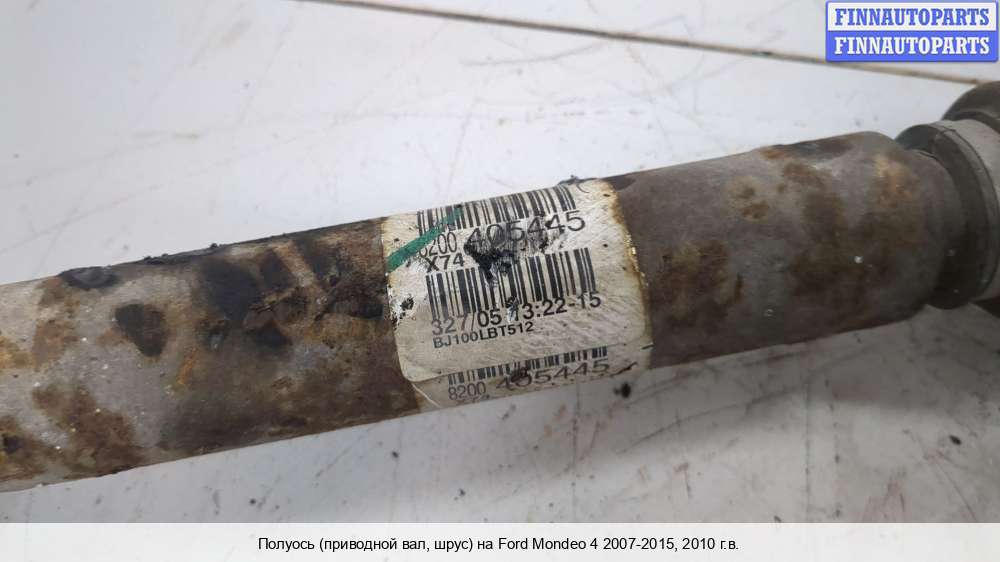 FINNAUTOPARTS
FINNAUTOPARTS
8200 405445
X74
327/05 13:22-15
BJ100LBT512
8200 405445
Полуось (приводной вал, шрус) на Ford Mondeo 4 2007-2015, 2010 г.в.